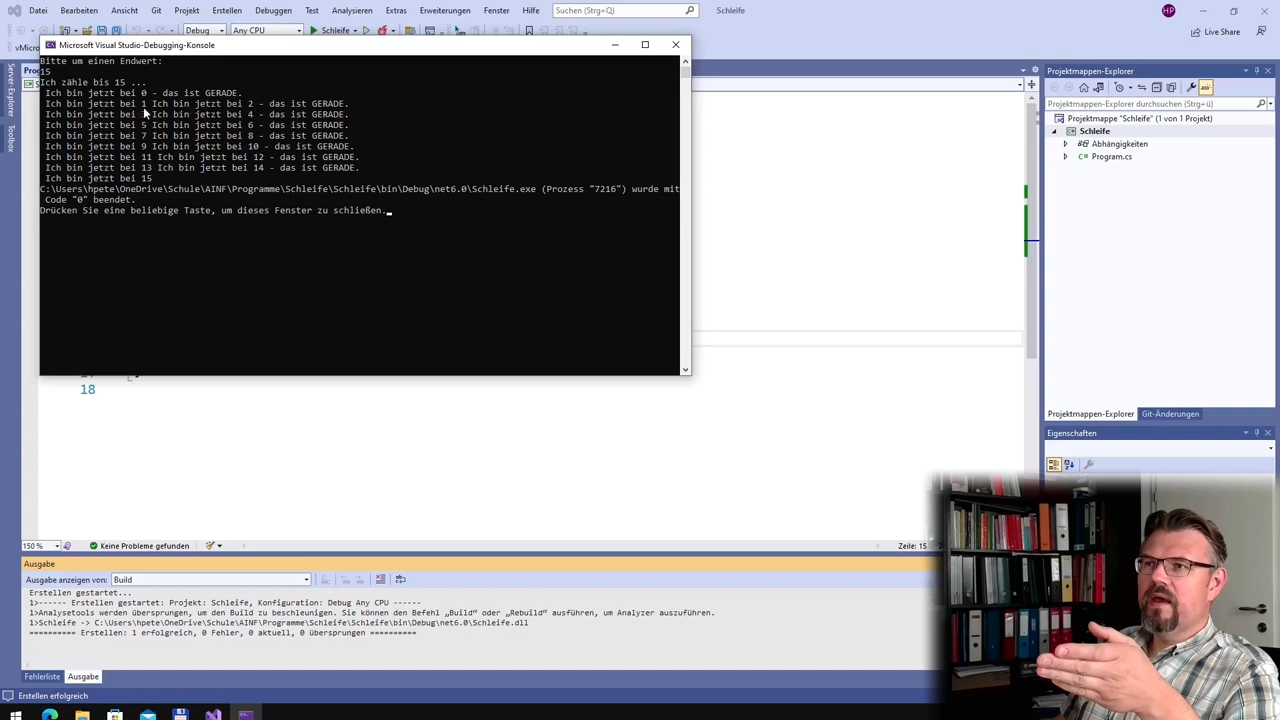 Datei Bearbeiten Ansicht Git Projekt Erstellen Debuggen Test Analysieren Extras Erweiterungen Fenster Hilfe Suchen (Strg+Q) Schleife HP
Debug Any CPU Schleife Live Share
Microsoft Visual Studio-Debugging-Konsole
Bitte um einen Endwert:
15
Ich zähle bis 15 ...
Ich bin jetzt bei 0 - das ist GERADE.
Ich bin jetzt bei 1 Ich bin jetzt bei 2 - das ist GERADE.
Ich bin jetzt bei Ich bin jetzt bei 4 - das ist GERADE.
Ich bin jetzt bei 5 Ich bin jetzt bei 6 - das ist GERADE.
Ich bin jetzt bei 7 Ich bin jetzt bei 8 - das ist GERADE.
Ich bin jetzt bei 9 Ich bin jetzt bei 10 - das ist GERADE.
Ich bin jetzt bei 11 Ich bin jetzt bei 12 - das ist GERADE.
Ich bin jetzt bei 13 Ich bin jetzt bei 14 - das ist GERADE.
Ich bin jetzt bei 15
C:\Users\hpete\OneDrive\Schule\AINF\Programme\Schleife\Schleife\bin\Debug\net6.0\Schleife.exe (Prozess "7216") wurde mit
Code "0" beendet.
Drücken Sie eine beliebige Taste, um dieses Fenster zu schließen.
Server-Explorer
Toolbox
18
Projektmappen-Explorer
Projektmappen-Explorer durchsuchen (Strg+ü)
Projektmappe "Schleife" (1 von 1 Projekt)
Schleife
Abhängigkeiten
Program.cs
Projektmappen-Explorer Git-Änderungen
Eigenschaften
150 % Keine Probleme gefunden Zeile: 15
Ausgabe
Ausgabe anzeigen von: Build
Erstellen gestartet...
1>------ Erstellen gestartet: Projekt: Schleife, Konfiguration: Debug Any CPU ------
1>Analysetools werden übersprungen, um den Build zu beschleunigen. Sie können den Befehl „Build“ oder „Rebuild“ ausführen, um Analyzer auszuführen.
1>Schleife -> C:\Users\hpete\OneDrive\Schule\AINF\Programme\Schleife\Schleife\bin\Debug\net6.0\Schleife.dll
========== Erstellen: 1 erfolgreich, 0 Fehler, 0 aktuell, 0 übersprungen ==========
Fehlerliste Ausgabe
Erstellen erfolgreich